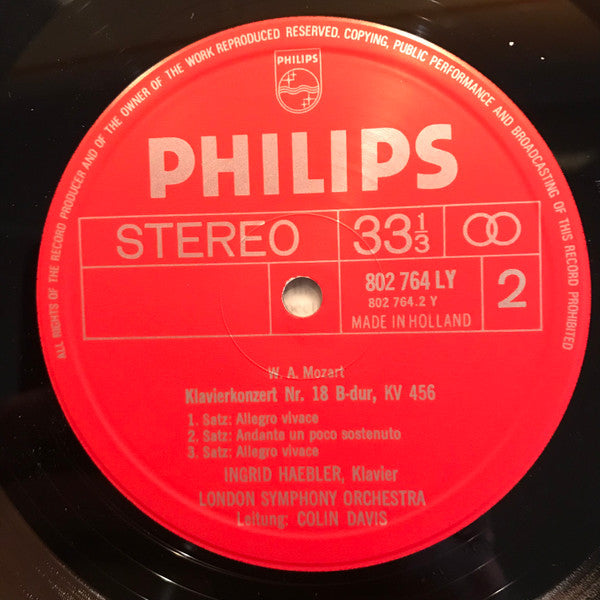 ALL RIGHTS OF THE RECORD PRODUCER AND OF THE OWNER OF THE WORK REPRODUCED RESERVED. COPYING, PUBLIC PERFORMANCE AND BROADCASTING OF THIS RECORD PROHIBITED
PHILIPS
PHILIPS
STEREO
33⅓
802 764 LY
802 764.2 Y
MADE IN HOLLAND
2
W. A. Mozart
Klavierkonzert Nr. 18 B-dur, KV 456
1. Satz: Allegro vivace
2. Satz: Andante un poco sostenuto
3. Satz: Allegro vivace
INGRID HAEBLER, Klavier
LONDON SYMPHONY ORCHESTRA
Leitung: COLIN DAVIS